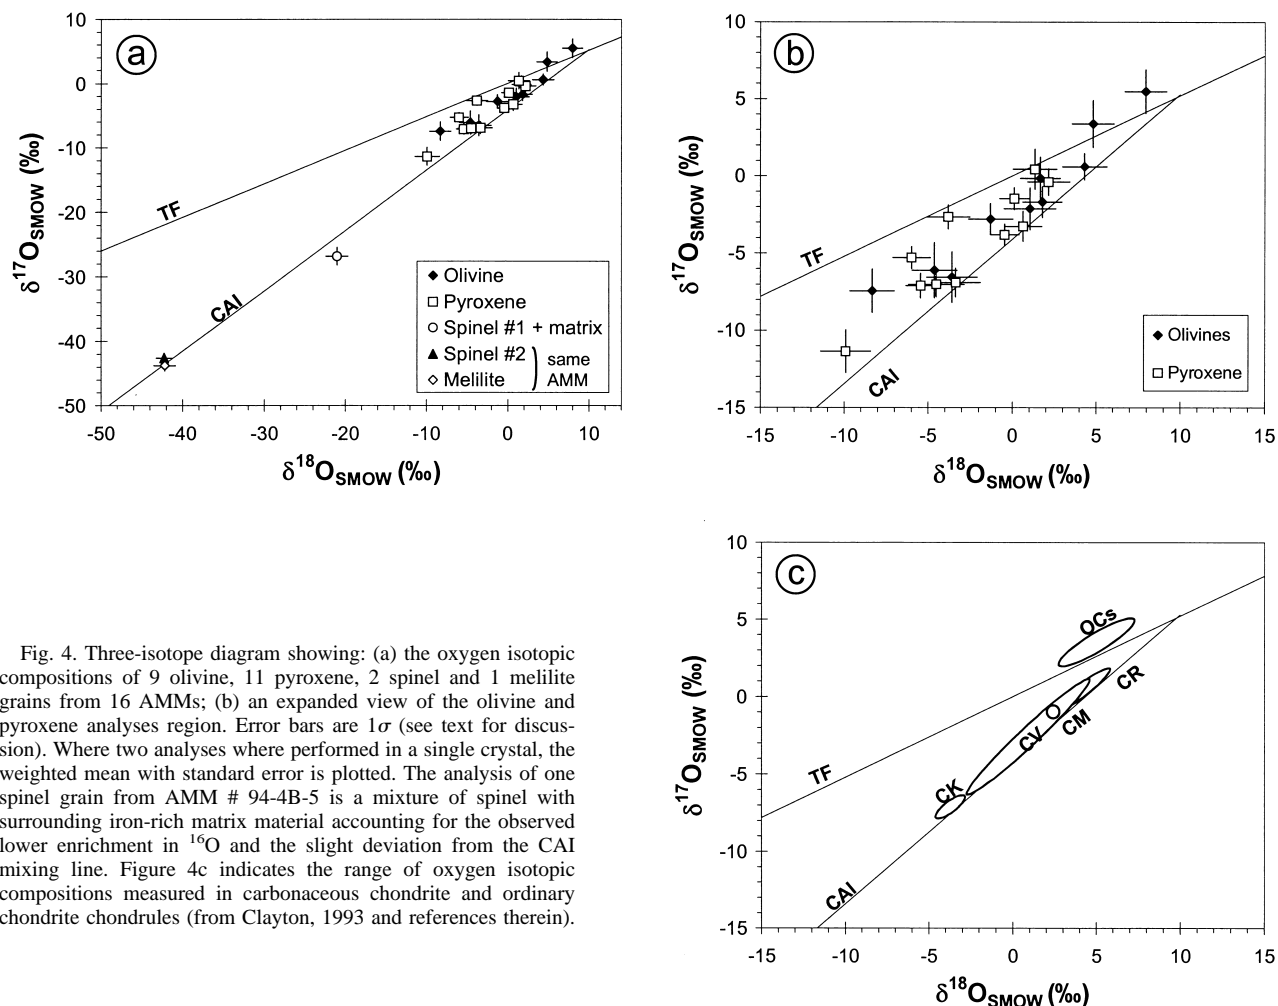 a
10
0
-10
-20
-30
-40
-50
-50
-40
-30
-20
-10
0
10
δ17OSMOW (‰)
δ18OSMOW (‰)
TF
CAI
Olivine
Pyroxene
Spinel #1 + matrix
Spinel #2
Melilite
same
AMM
b
10
5
0
-5
-10
-15
-15
-10
-5
0
5
10
15
δ17OSMOW (‰)
δ18OSMOW (‰)
TF
CAI
Olivines
Pyroxene
c
10
5
0
-5
-10
-15
-15
-10
-5
0
5
10
15
δ17OSMOW (‰)
δ18OSMOW (‰)
TF
CAI
OCs
CR
CM
CV
CK
Fig. 4. Three-isotope diagram showing: (a) the oxygen isotopic
compositions of 9 olivine, 11 pyroxene, 2 spinel and 1 melilite
grains from 16 AMMs; (b) an expanded view of the olivine and
pyroxene analyses region. Error bars are 1σ (see text for discus-
sion). Where two analyses where performed in a single crystal, the
weighted mean with standard error is plotted. The analysis of one
spinel grain from AMM # 94-4B-5 is a mixture of spinel with
surrounding iron-rich matrix material accounting for the observed
lower enrichment in 16O and the slight deviation from the CAI
mixing line. Figure 4c indicates the range of oxygen isotopic
compositions measured in carbonaceous chondrite and ordinary
chondrite chondrules (from Clayton, 1993 and references therein).